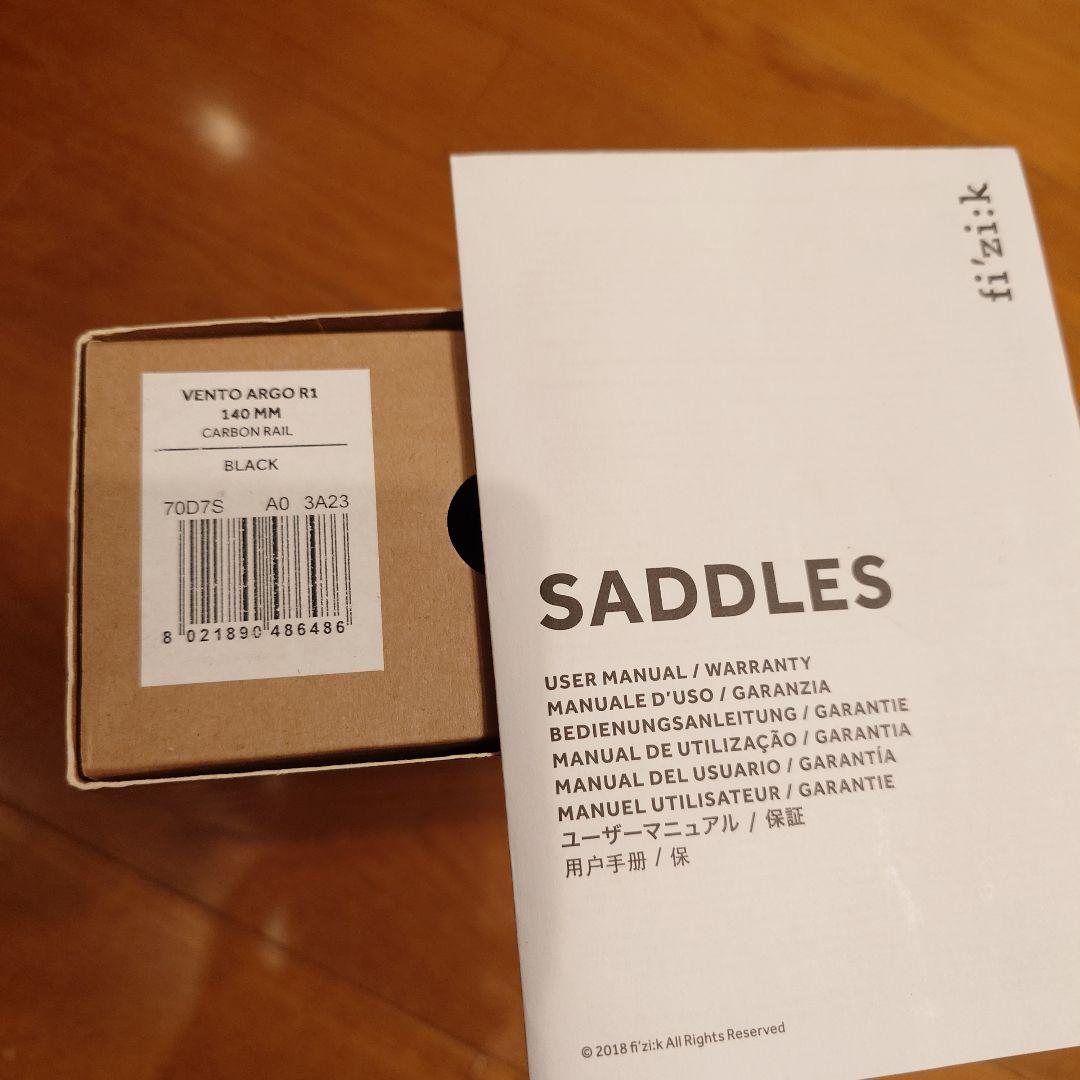 VENTO ARGO R1
140 MM
CARBON RAIL
BLACK
70D7S A0 3A23
8 021890 486486
fi'zi:k
SADDLES
USER MANUAL / WARRANTY
MANUALE D'USO / GARANZIA
BEDIENUNGSANLEITUNG / GARANTIE
MANUAL DE UTILIZAÇÃO / GARANTIA
MANUAL DEL USUARIO / GARANTÍA
MANUEL UTILISATEUR / GARANTIE
ユーザーマニュアル / 保証
用户手册 / 保
© 2018 fi'zi:k All Rights Reserved